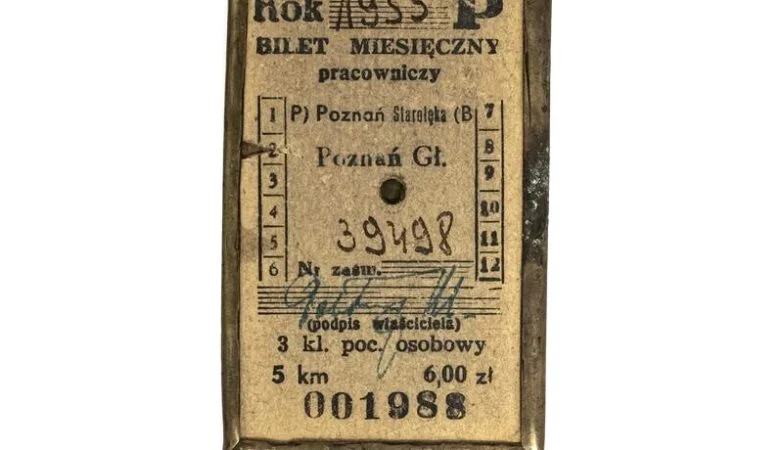 Rok 1955 P
BILET MIESIĘCZNY
pracowniczy
1 P) Poznań Starołęka (B 7
2 Poznań Gł. 8
3 9
4 10
5 39498 11
6 Nr zaśw. 12
(podpis właściciela)
3 kl. poc. osobowy
5 km 6,00 zł
001988